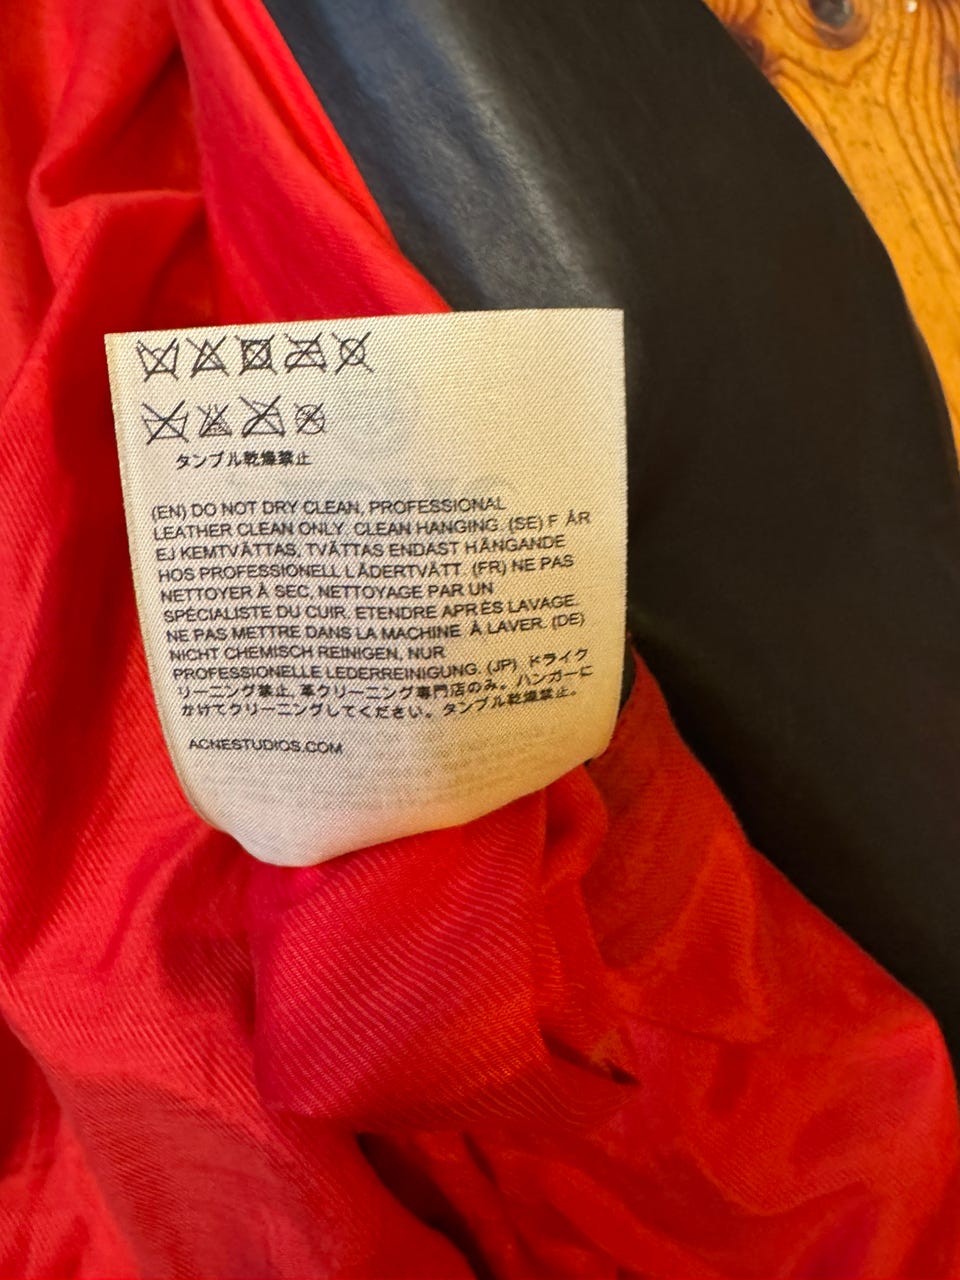 タンブル乾燥禁止
(EN) DO NOT DRY CLEAN, PROFESSIONAL
LEATHER CLEAN ONLY. CLEAN HANGING. (SE) F ÅR
EJ KEMTVÄTTAS, TVÄTTAS ENDAST HÄNGANDE
HOS PROFESSIONELL LÄDERTVÄTT. (FR) NE PAS
NETTOYER À SEC, NETTOYAGE PAR UN
SPÉCIALISTE DU CUIR. ETENDRE APRÈS LAVAGE.
NE PAS METTRE DANS LA MACHINE À LAVER. (DE)
NICHT CHEMISCH REINIGEN, NUR
PROFESSIONELLE LEDERREINIGUNG. (JP) ドライク
リーニング禁止, 革クリーニング専門店のみ。ハンガーに
かけてクリーニングしてください。タンブル乾燥禁止。
ACNESTUDIOS.COM